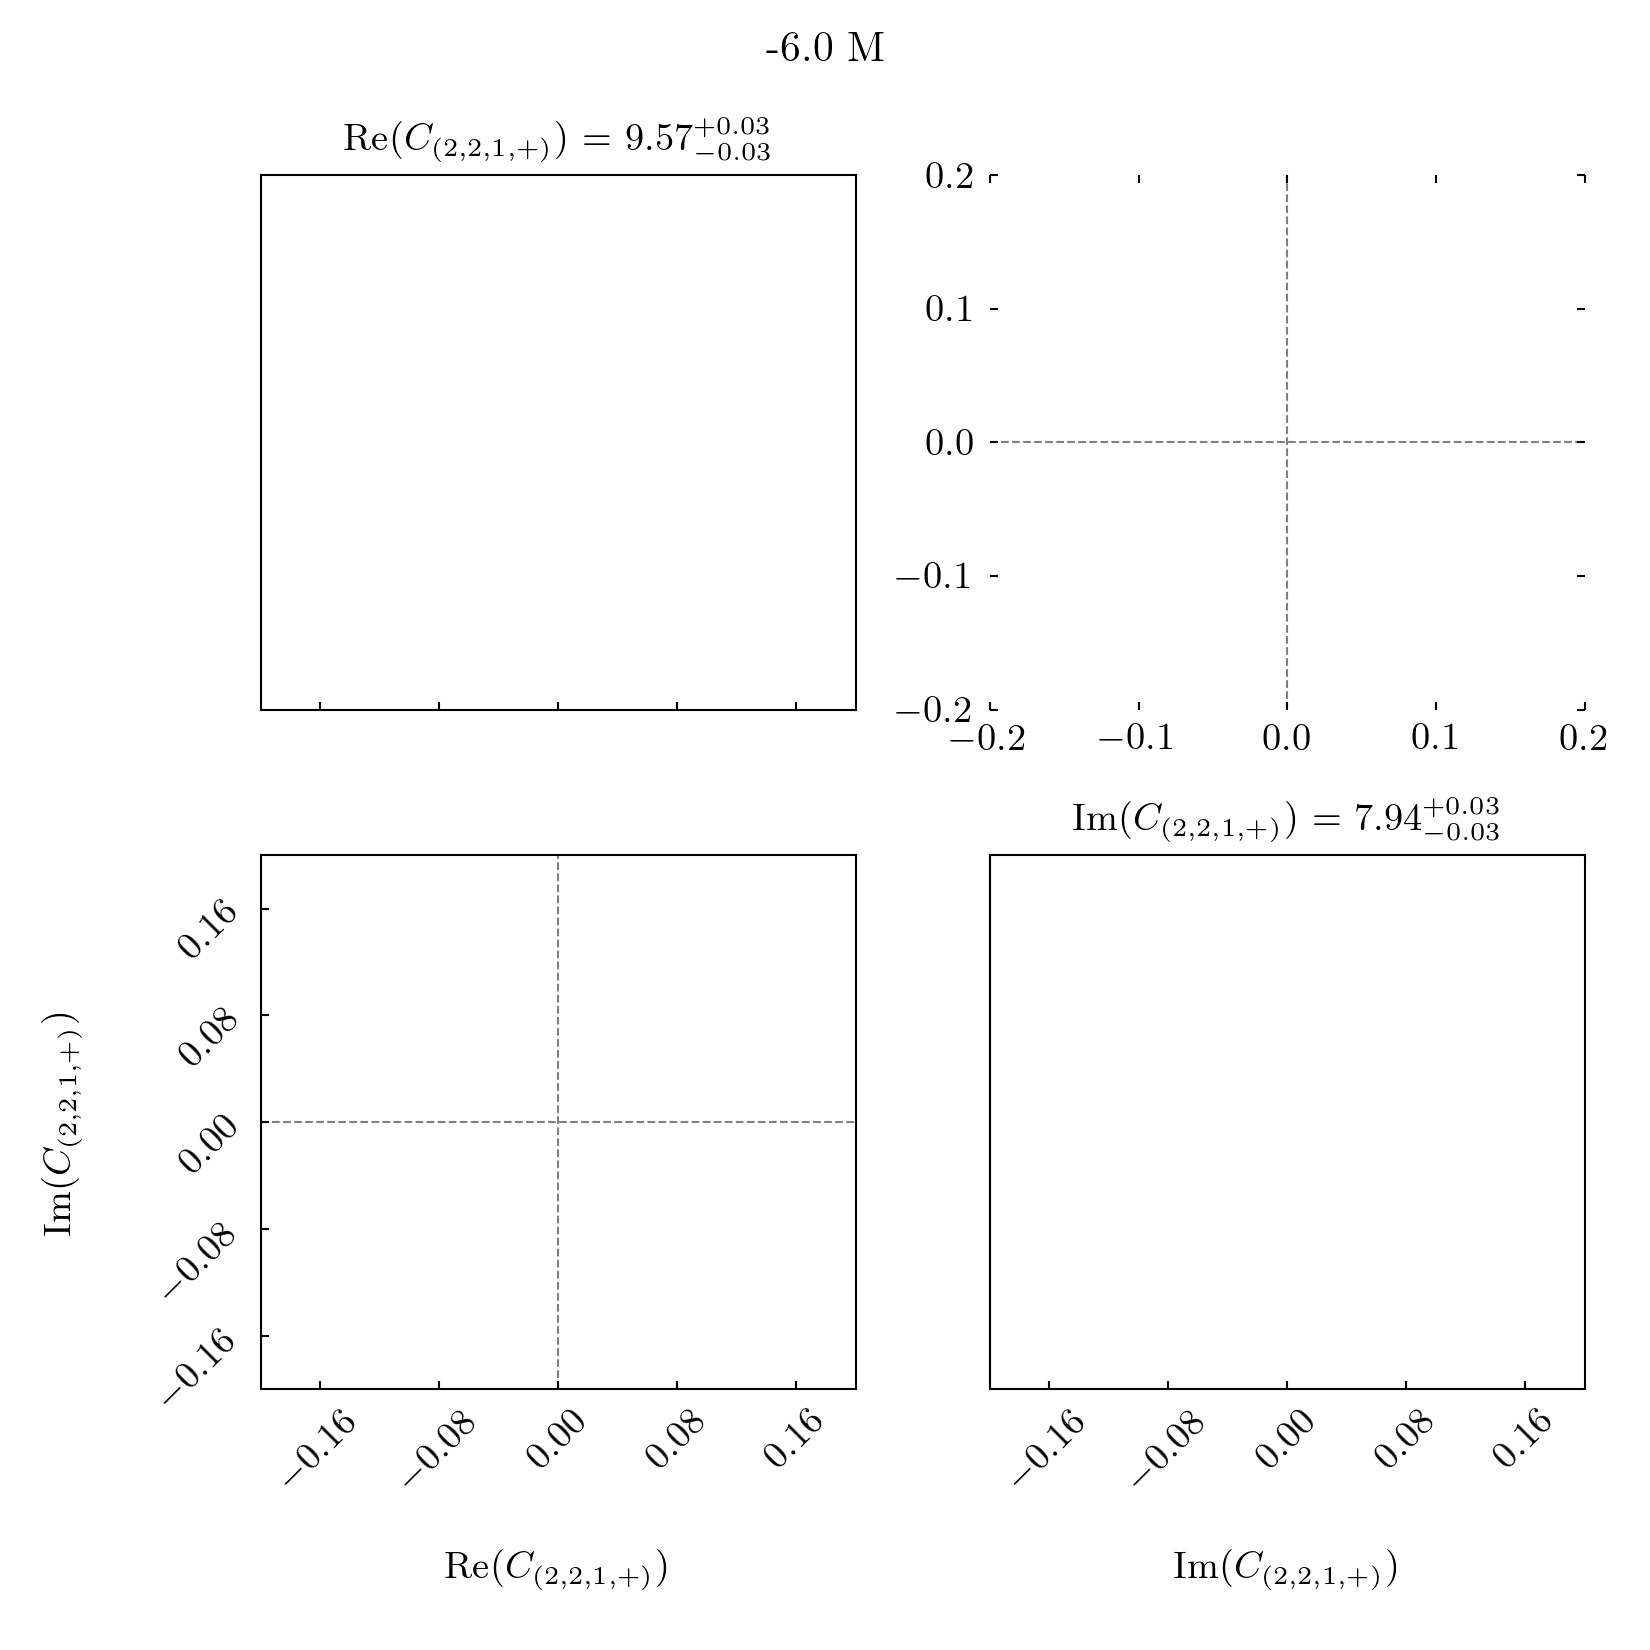 -6.0 M
Re(C(2,2,1,+)) = 9.57+0.03−0.03
0.2
0.1
0.0
−0.1
−0.2
−0.2 −0.1 0.0 0.1 0.2
Im(C(2,2,1,+)) = 7.94+0.03−0.03
Im(C(2,2,1,+))
0.16
0.08
0.00
−0.08
−0.16
−0.16 −0.08 0.00 0.08 0.16
−0.16 −0.08 0.00 0.08 0.16
Re(C(2,2,1,+))
Im(C(2,2,1,+))